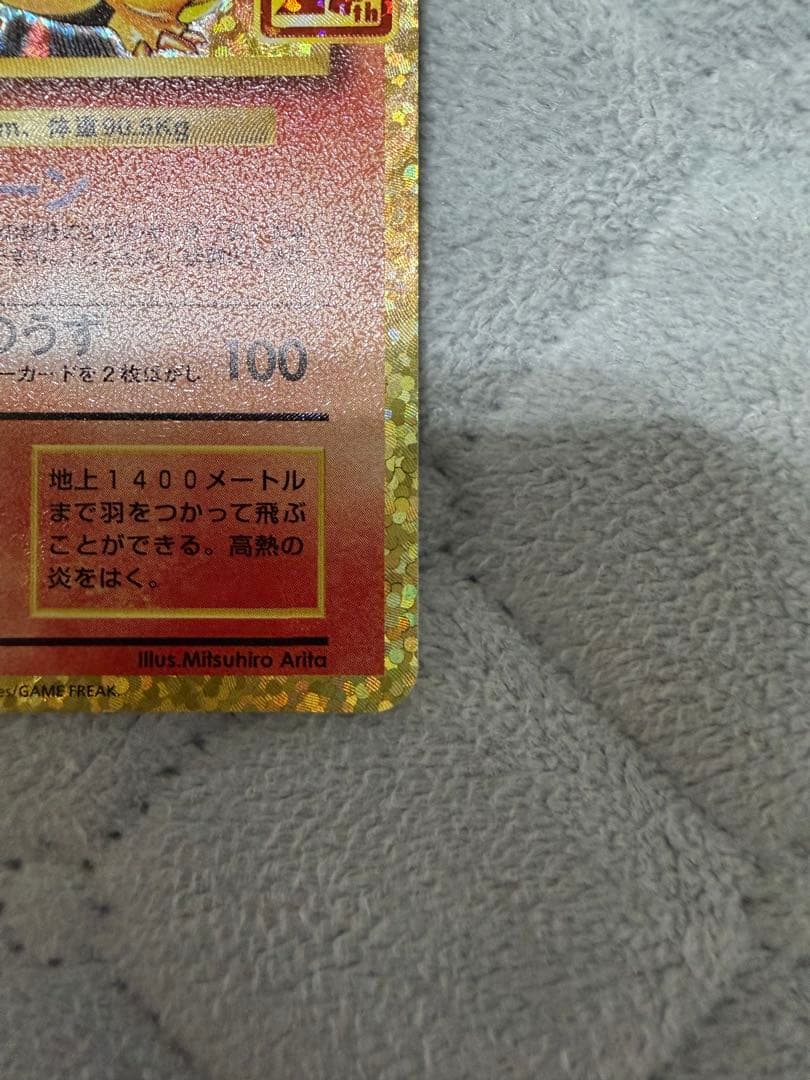 th
m、体重90.5Kg
ーン
のうず
100
ーカードを2枚はがし
地上1400メートル
まで羽をつかって飛ぶ
ことができる。高熱の
炎をはく。
Illus.Mitsuhiro Arita
es/GAME FREAK.